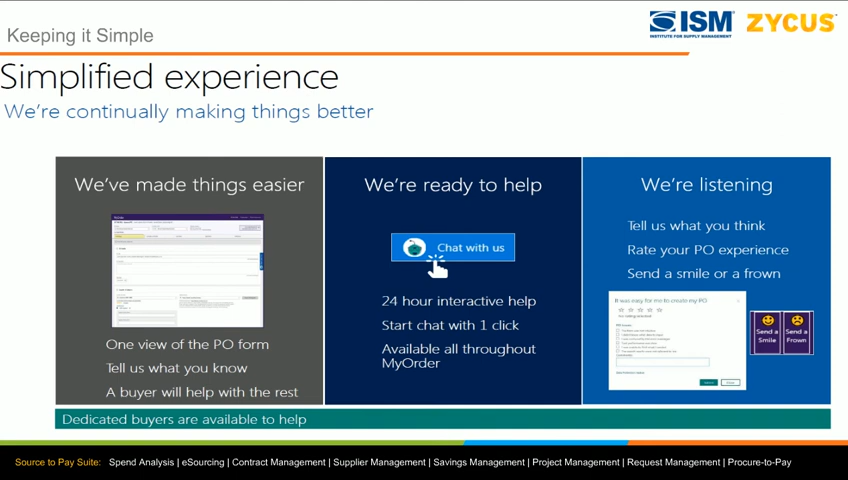 Keeping it Simple
ISM
INSTITUTE FOR SUPPLY MANAGEMENT
ZYCUS
Simplified experience
We're continually making things better
We've made things easier
One view of the PO form
Tell us what you know
A buyer will help with the rest
We're ready to help
Chat with us
24 hour interactive help
Start chat with 1 click
Available all throughout
MyOrder
We're listening
Tell us what you think
Rate your PO experience
Send a smile or a frown
It was easy for me to create my PO
Send a
Smile
Send a
Frown
Dedicated buyers are available to help
Source to Pay Suite: Spend Analysis | eSourcing | Contract Management | Supplier Management | Savings Management | Project Management | Request Management | Procure-to-Pay